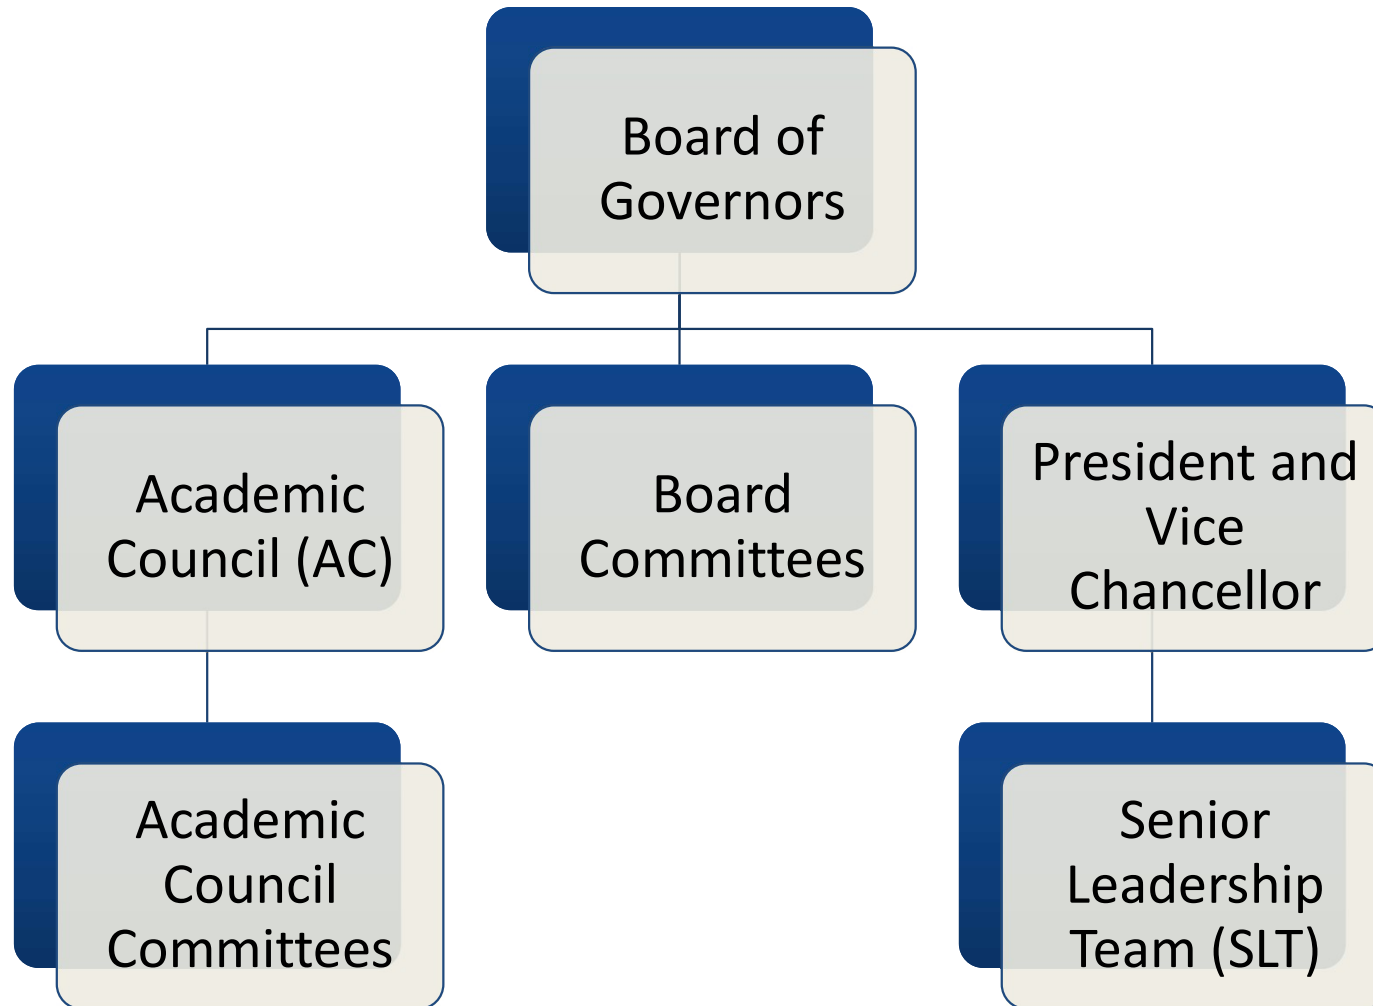 Board of
Governors
Academic
Council (AC)
Board
Committees
President and
Vice
Chancellor
Academic
Council
Committees
Senior
Leadership
Team (SLT)